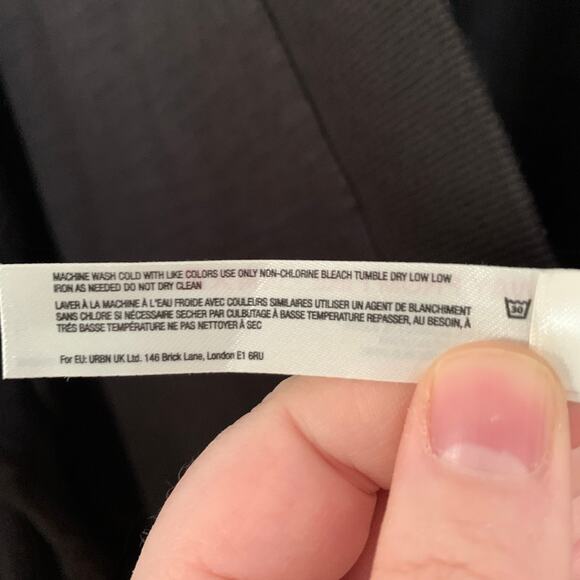 MACHINE WASH COLD WITH LIKE COLORS USE ONLY NON-CHLORINE BLEACH TUMBLE DRY LOW LOW
IRON AS NEEDED DO NOT DRY CLEAN
LAVER À LA MACHINE À L'EAU FROIDE AVEC COULEURS SIMILAIRES UTILISER UN AGENT DE BLANCHIMENT
SANS CHLORE SI NÉCESSAIRE SECHER PAR CULBUTAGE À BASSE TEMPERATURE REPASSER, AU BESOIN, À
TRÉS BASSE TEMPÉRATURE NE PAS NETTOYER À SEC
30
For EU: URBN UK Ltd. 146 Brick Lane, London E1 6RU